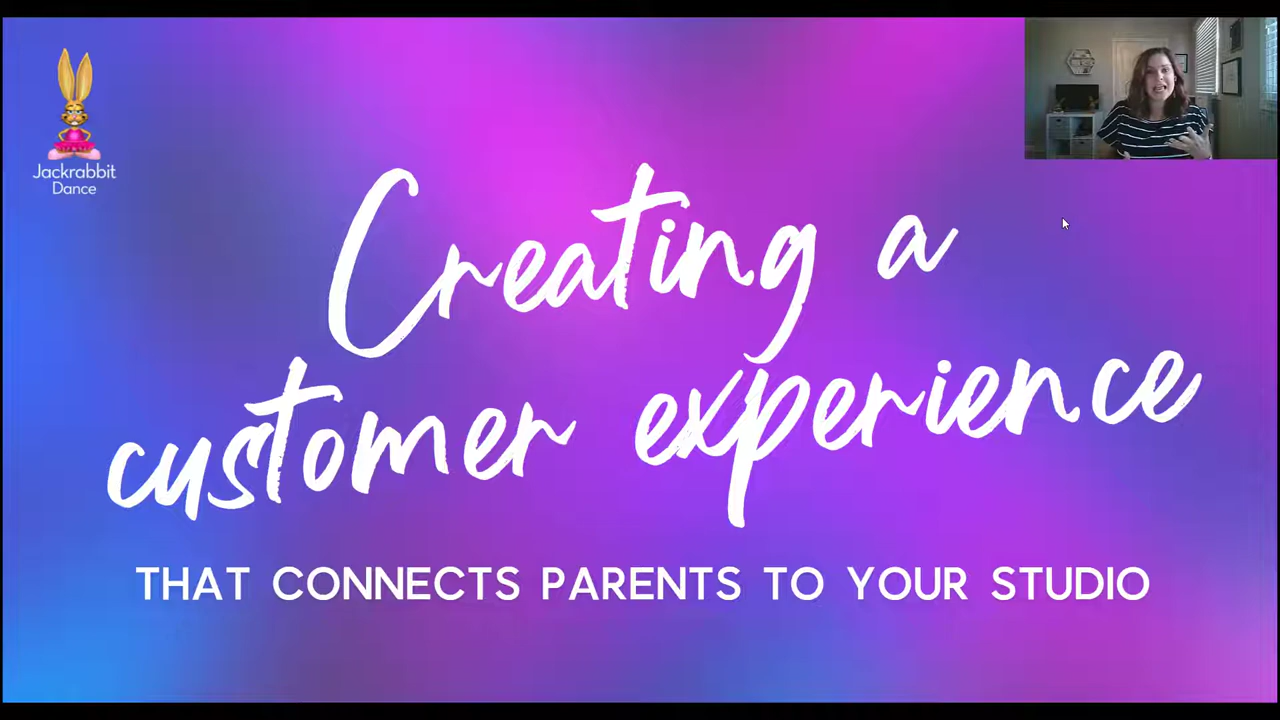 Jackrabbit
Dance
Creating a
customer experience
THAT CONNECTS PARENTS TO YOUR STUDIO